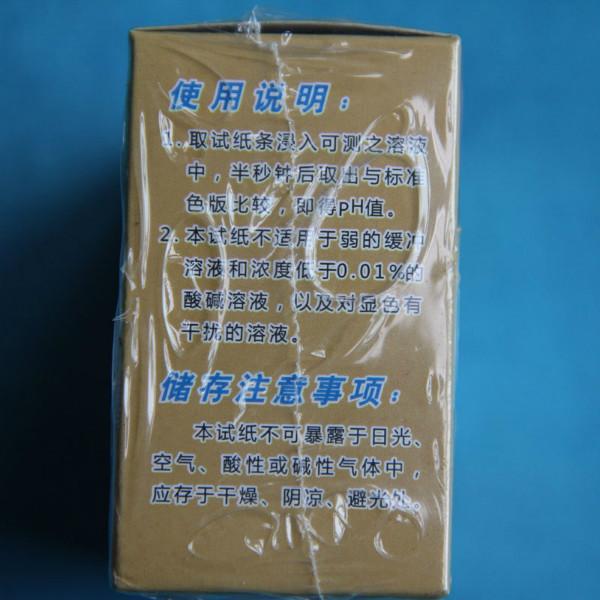 使用说明：
1. 取试纸条浸入可测之溶液
中，半秒钟后取出与标准
色版比较，即得pH值。
2. 本试纸不适用于弱的缓冲
溶液和浓度低于0.01%的
酸碱溶液，以及对显色有
干扰的溶液。
储存注意事项：
本试纸不可暴露于日光、
空气、酸性或碱性气体中，
应存于干燥、阴凉、避光处。